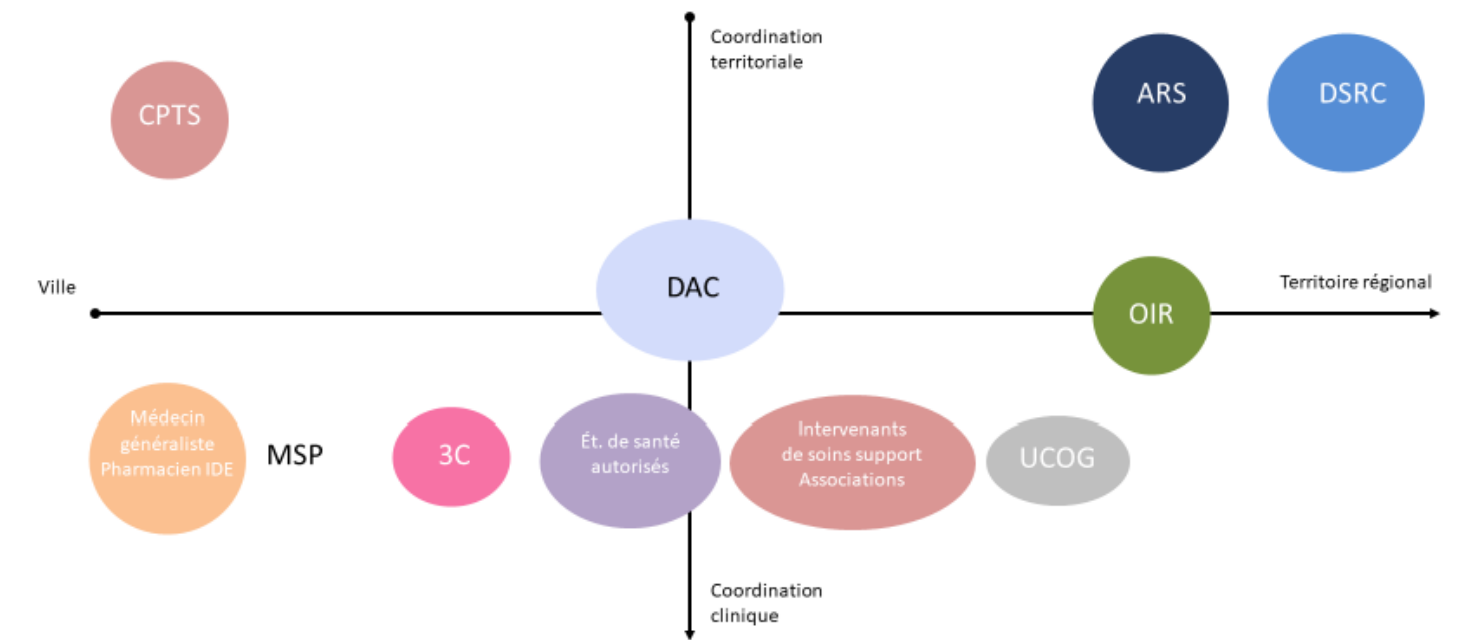 Coordination
territoriale
CPTS
ARS
DSRC
Ville
DAC
Territoire régional
OIR
Médecin
généraliste
Pharmacien IDE
MSP
3C
Ét. de santé
autorisés
Intervenants
de soins support
Associations
UCOG
Coordination
clinique